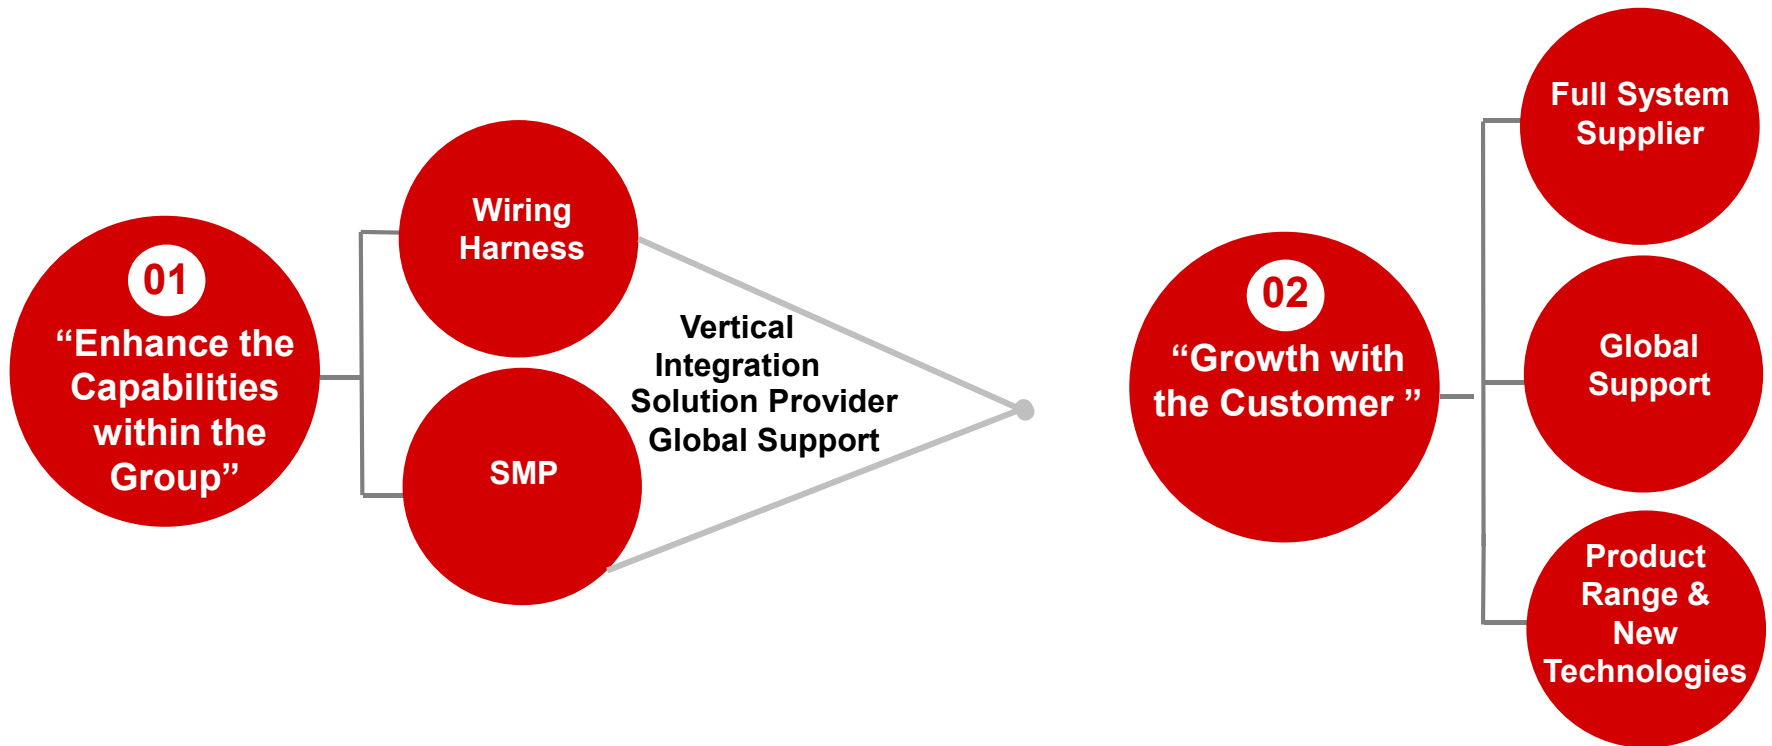 01
“Enhance the
Capabilities
within the
Group”
Wiring
Harness
SMP
Vertical
Integration
Solution Provider
Global Support
02
“Growth with
the Customer ”
Full System
Supplier
Global
Support
Product
Range &
New
Technologies